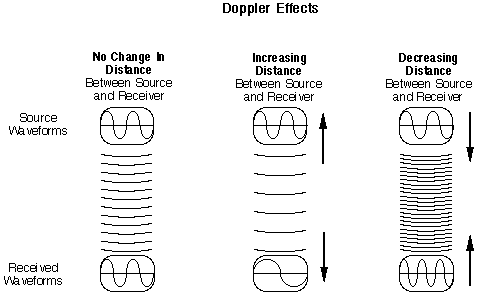 Doppler Effects
No Change In
Distance
Between Source
and Receiver
Increasing
Distance
Between Source
and Receiver
Decreasing
Distance
Between Source
and Receiver
Source
Waveforms
Received
Waveforms